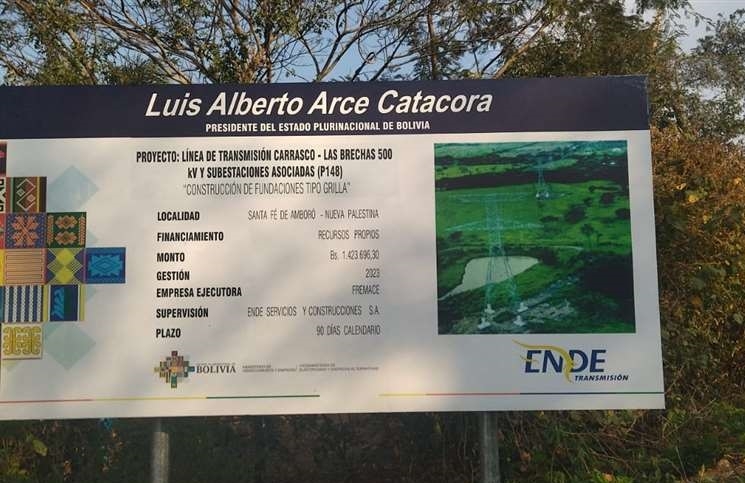 Luis Alberto Arce Catacora
PRESIDENTE DEL ESTADO PLURINACIONAL DE BOLIVIA
PROYECTO: LÍNEA DE TRANSMISIÓN CARRASCO - LAS BRECHAS 500
kV Y SUBESTACIONES ASOCIADAS (P148)
"CONSTRUCCIÓN DE FUNDACIONES TIPO GRILLA"
LOCALIDAD SANTA FÉ DE AMBORÓ - NUEVA PALESTINA
FINANCIAMIENTO RECURSOS PROPIOS
MONTO Bs. 1.423.696,30
GESTIÓN 2023
EMPRESA EJECUTORA FREMACE
SUPERVISIÓN ENDE SERVICIOS Y CONSTRUCCIONES S.A.
PLAZO 90 DÍAS CALENDARIO
BOLIVIA
ENDE
TRANSMISIÓN